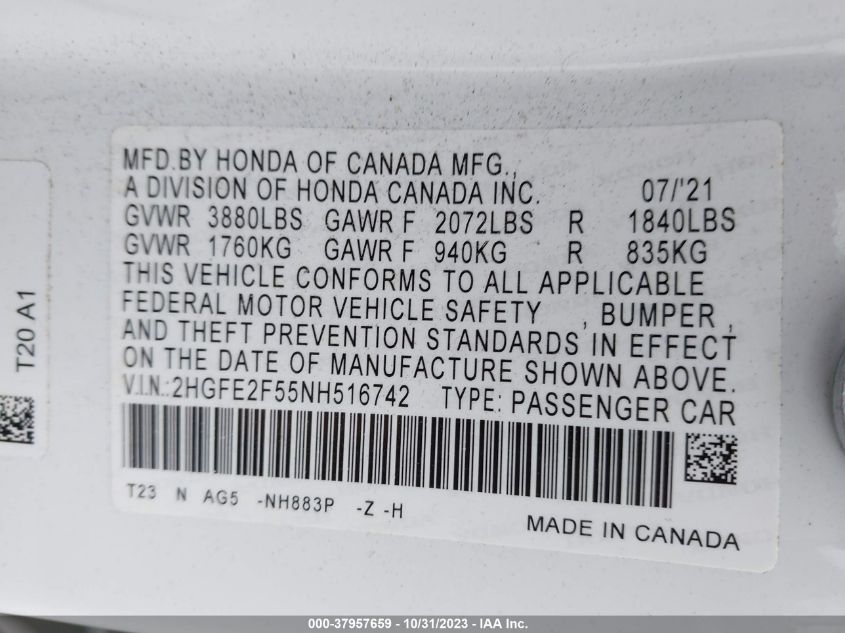 MFD.BY HONDA OF CANADA MFG.,
A DIVISION OF HONDA CANADA INC. 07/'21
GVWR 3880LBS GAWR F 2072LBS R 1840LBS
GVWR 1760KG GAWR F 940KG R 835KG
THIS VEHICLE CONFORMS TO ALL APPLICABLE
FEDERAL MOTOR VEHICLE SAFETY , BUMPER ,
AND THEFT PREVENTION STANDARDS IN EFFECT
ON THE DATE OF MANUFACTURE SHOWN ABOVE.
V.I.N.:2HGFE2F55NH516742 TYPE: PASSENGER CAR
T23 N AG5 -NH883P -Z -H
MADE IN CANADA
T20 A1
000-37957659 - 10/31/2023 - IAA Inc.